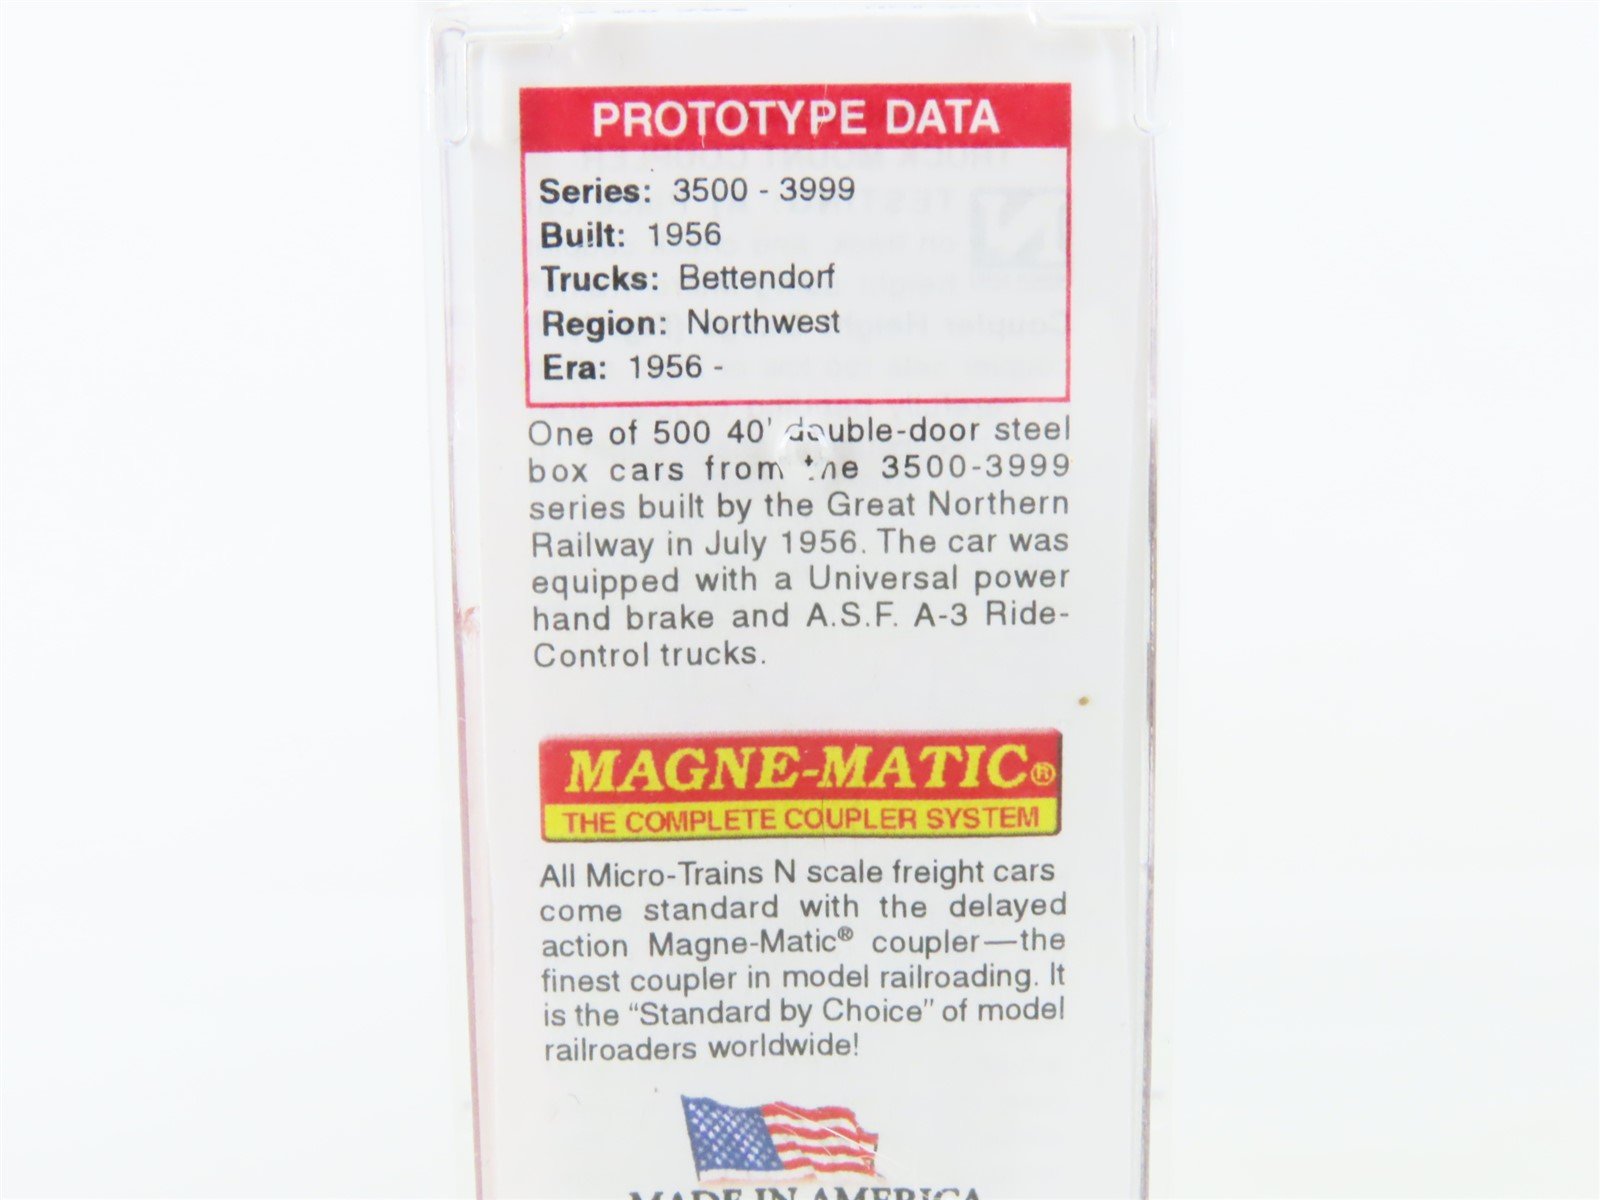 PROTOTYPE DATA
Series: 3500 - 3999
Built: 1956
Trucks: Bettendorf
Region: Northwest
Era: 1956 -
One of 500 40' double-door steel
box cars from the 3500-3999
series built by the Great Northern
Railway in July 1956. The car was
equipped with a Universal power
hand brake and A.S.F. A-3 Ride-
Control trucks.
MAGNE-MATIC®
THE COMPLETE COUPLER SYSTEM
All Micro-Trains N scale freight cars
come standard with the delayed
action Magne-Matic® coupler—the
finest coupler in model railroading. It
is the “Standard by Choice” of model
railroaders worldwide!
MADE IN AMERICA